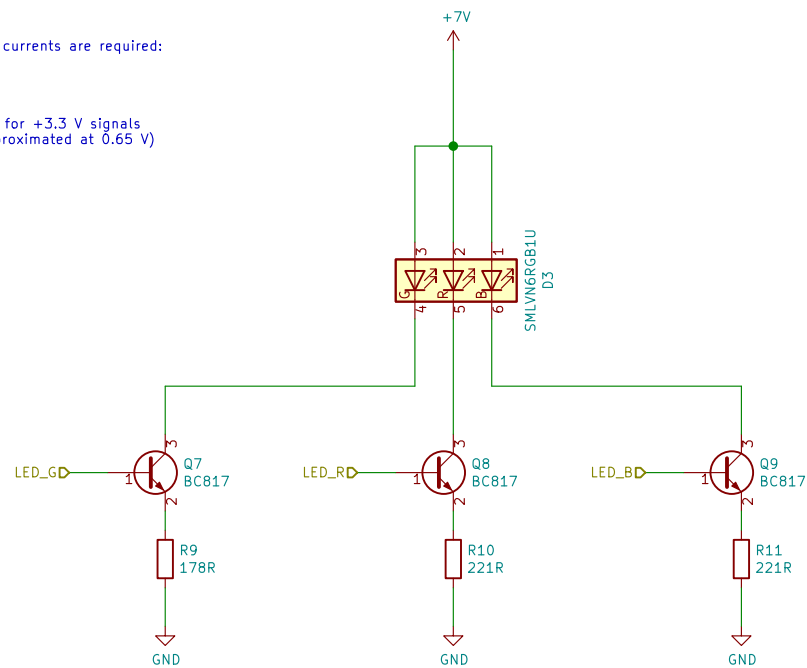 +7V
currents are required:
for +3.3 V signals
roximated at 0.65 V)
3
2
1
G
R
B
4
5
6
SMLVN6RGB1U
D3
LED_G
1
3
2
Q7
BC817
LED_R
1
3
2
Q8
BC817
LED_B
1
3
2
Q9
BC817
R9
178R
R10
221R
R11
221R
GND
GND
GND